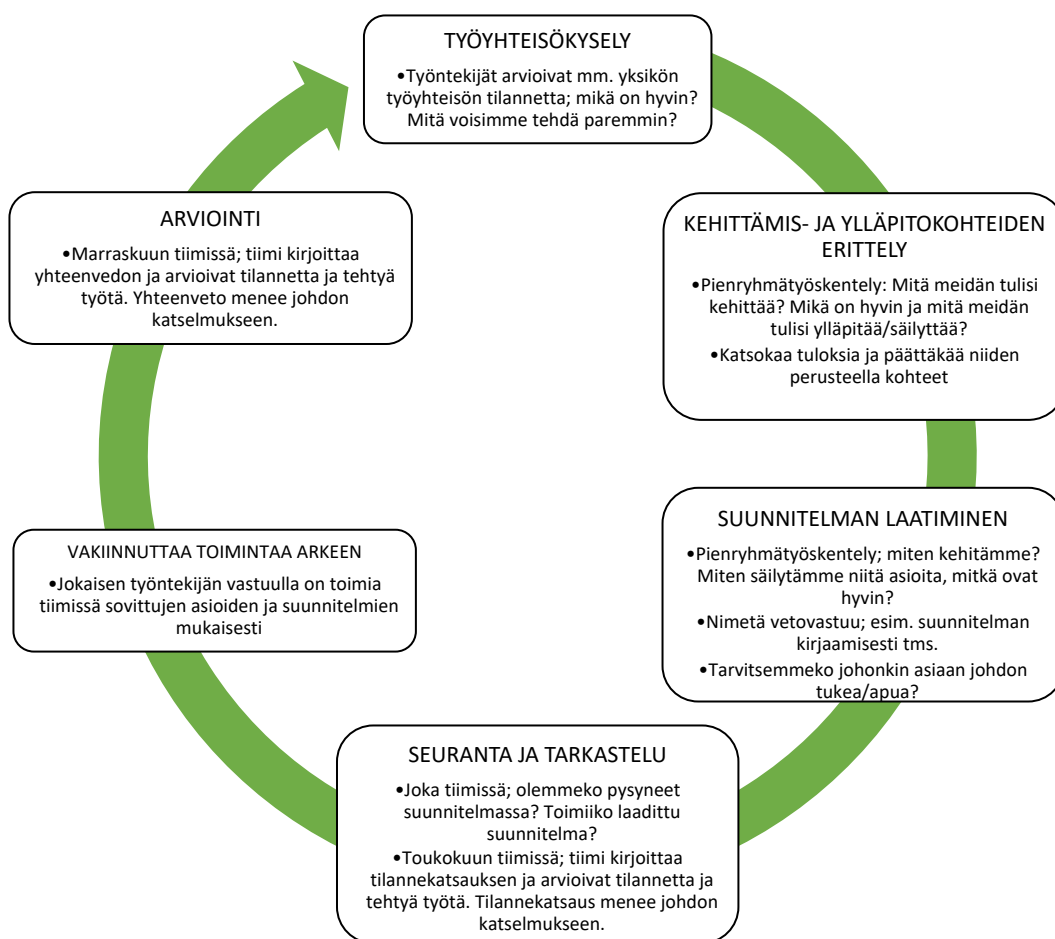 TYÖYHTEISÖKYSELY
•Työntekijät arvioivat mm. yksikön
työyhteisön tilannetta; mikä on hyvin?
Mitä voisimme tehdä paremmin?
KEHITTÄMIS- JA YLLÄPITOKOHTEIDEN
ERITTELY
•Pienryhmätyöskentely: Mitä meidän tulisi
kehittää? Mikä on hyvin ja mitä meidän
tulisi ylläpitää/säilyttää?
•Katsokaa tuloksia ja päättäkää niiden
perusteella kohteet
SUUNNITELMAN LAATIMINEN
•Pienryhmätyöskentely; miten kehitämme?
Miten säilytämme niitä asioita, mitkä ovat
hyvin?
•Nimetä vetovastuu; esim. suunnitelman
kirjaamisesti tms.
•Tarvitsemmeko johonkin asiaan johdon
tukea/apua?
SEURANTA JA TARKASTELU
•Joka tiimissä; olemmeko pysyneet
suunnitelmassa? Toimiiko laadittu
suunnitelma?
•Toukokuun tiimissä; tiimi kirjoittaa
tilannekatsauksen ja arvioivat tilannetta ja
tehtyä työtä. Tilannekatsaus menee johdon
katselmukseen.
VAKIINNUTTAA TOIMINTAA ARKEEN
•Jokaisen työntekijän vastuulla on toimia
tiimissä sovittujen asioiden ja suunnitelmien
mukaisesti
ARVIOINTI
•Marraskuun tiimissä; tiimi kirjoittaa
yhteenvedon ja arvioivat tilannetta ja tehtyä
työtä. Yhteenveto menee johdon
katselmukseen.